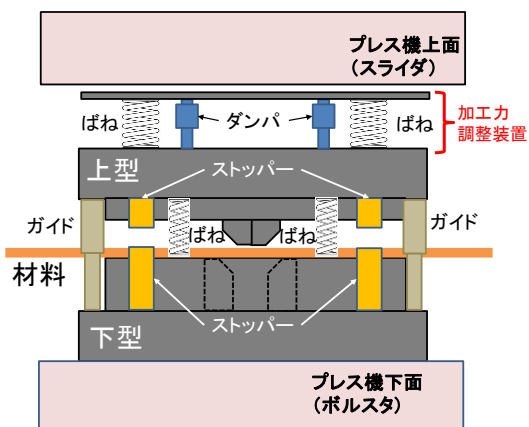 プレス機上面
（スライダ）
ばね
ダンパ
ばね
加工力
調整装置
上型
ストッパー
ガイド
ばね
ばね
ガイド
材料
ストッパー
下型
プレス機下面
（ボルスタ）